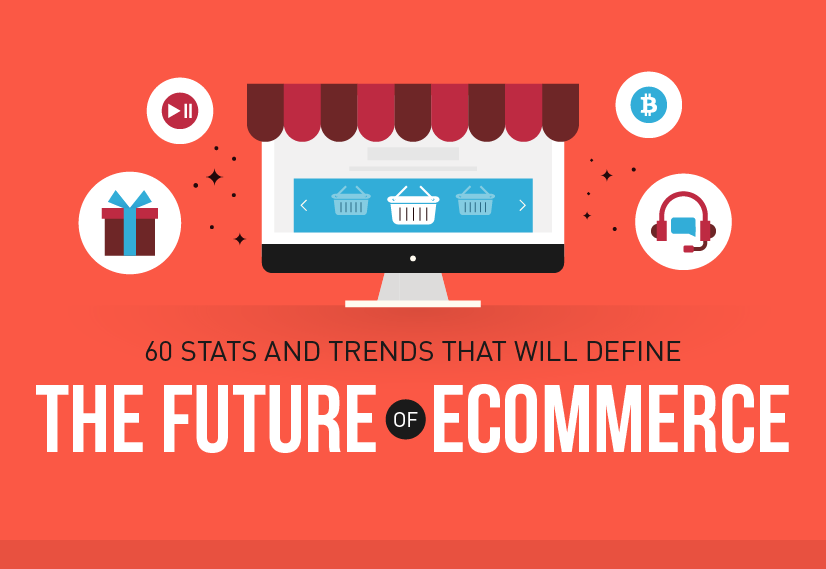 60 STATS AND TRENDS THAT WILL DEFINE
THE FUTURE OF ECOMMERCE